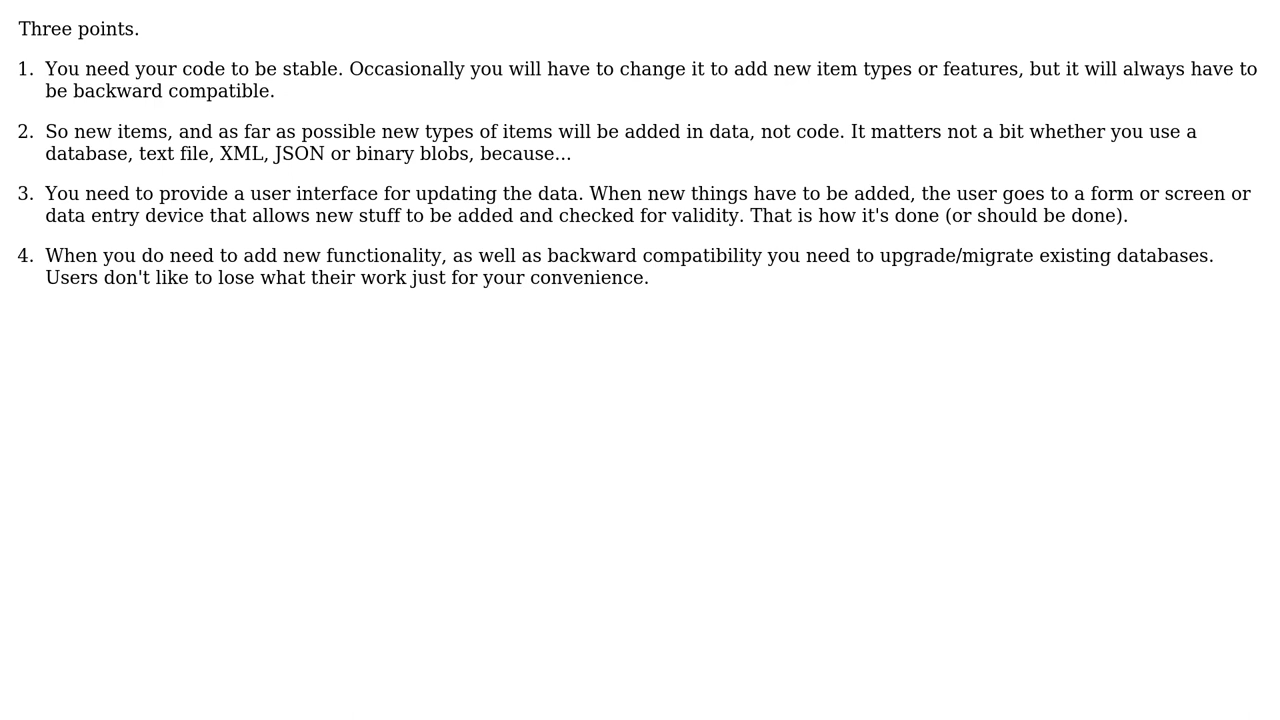 Three points.
1. You need your code to be stable. Occasionally you will have to change it to add new item types or features, but it will always have to
be backward compatible.
2. So new items, and as far as possible new types of items will be added in data, not code. It matters not a bit whether you use a
database, text file, XML, JSON or binary blobs, because...
3. You need to provide a user interface for updating the data. When new things have to be added, the user goes to a form or screen or
data entry device that allows new stuff to be added and checked for validity. That is how it's done (or should be done).
4. When you do need to add new functionality, as well as backward compatibility you need to upgrade/migrate existing databases.
Users don't like to lose what their work just for your convenience.